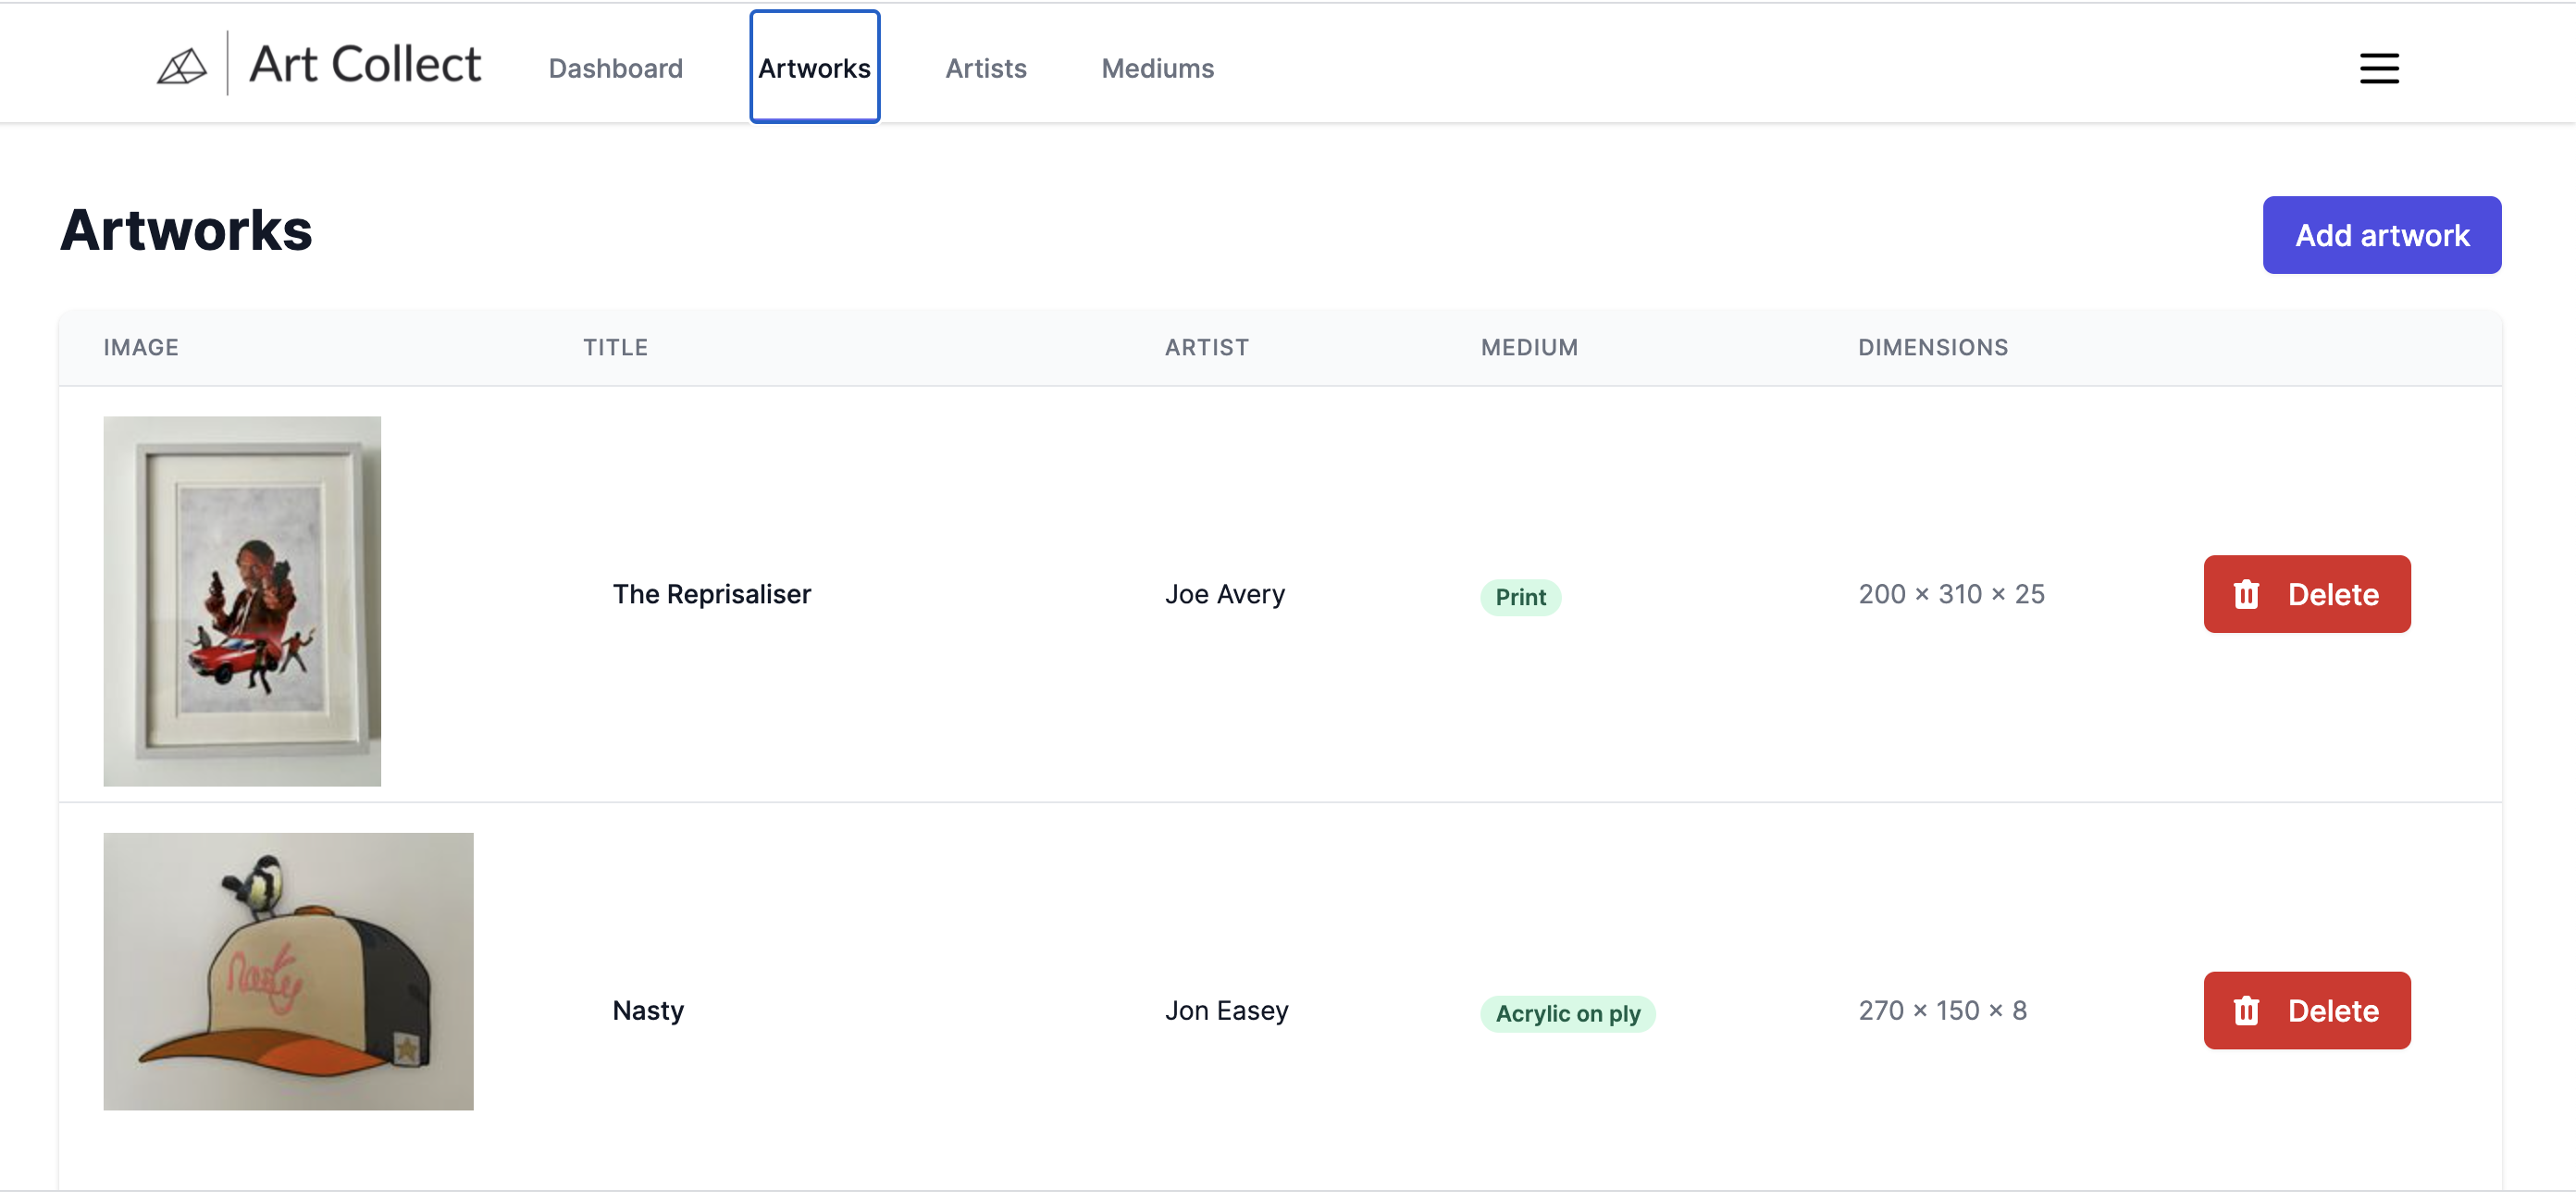 Art Collect
Dashboard
Artworks
Artists
Mediums
Artworks
Add artwork
IMAGE
TITLE
ARTIST
MEDIUM
DIMENSIONS
The Reprisaliser
Joe Avery
Print
200 × 310 × 25
Delete
Nasty
Nasty
Jon Easey
Acrylic on ply
270 × 150 × 8
Delete